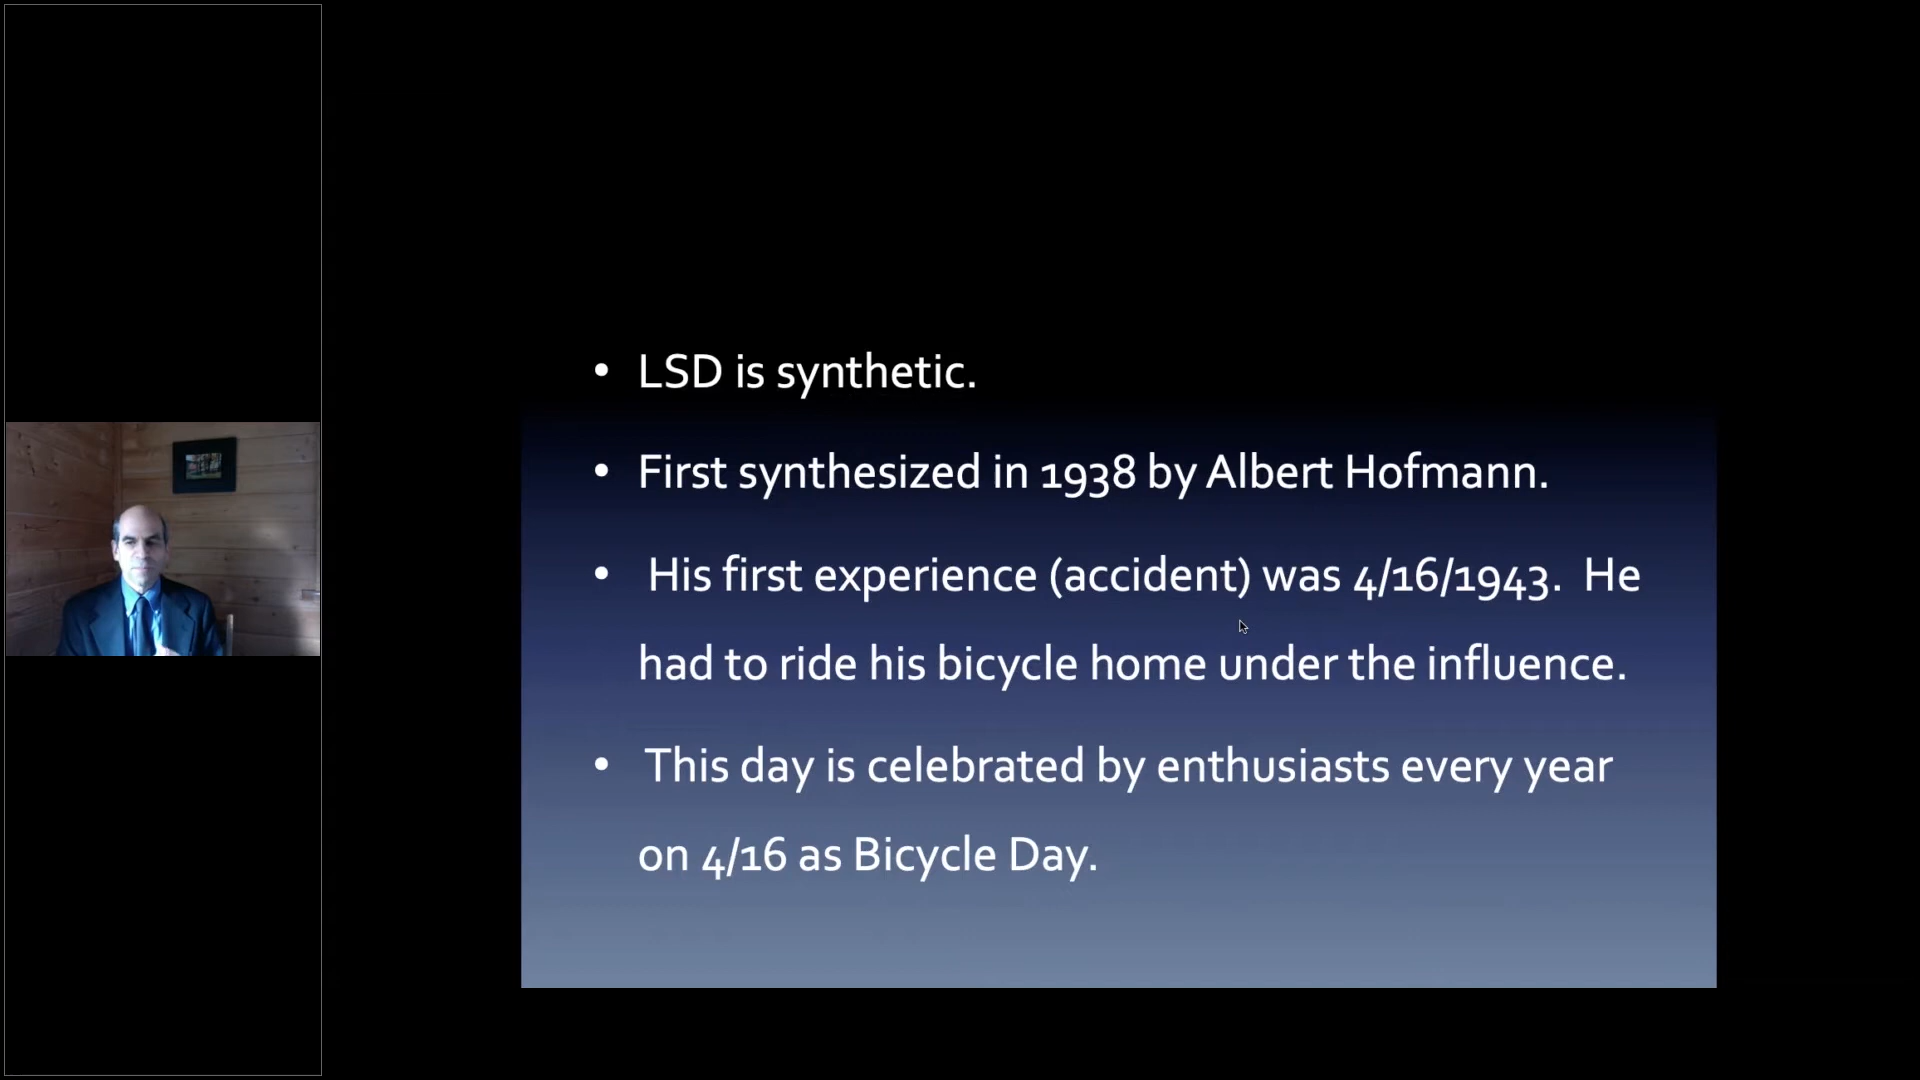 • LSD is synthetic.
• First synthesized in 1938 by Albert Hofmann.
• His first experience (accident) was 4/16/1943. He
had to ride his bicycle home under the influence.
• This day is celebrated by enthusiasts every year
on 4/16 as Bicycle Day.